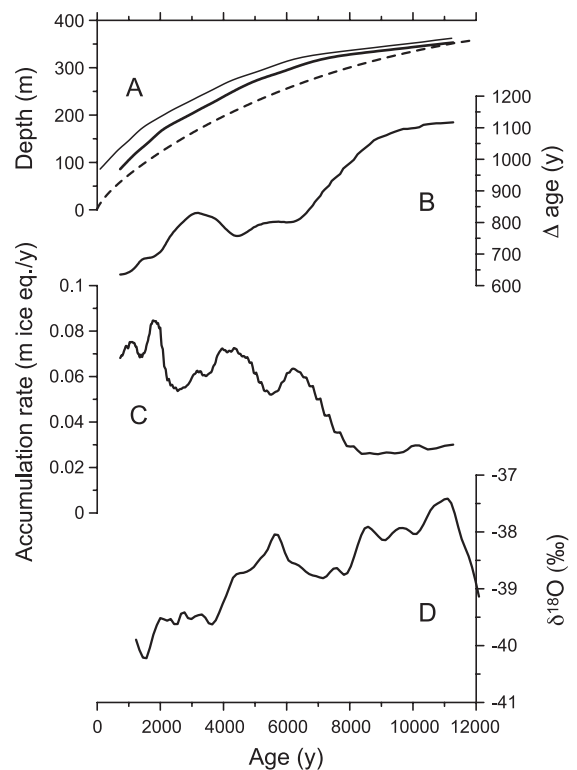 400
300
200
100
0
Depth (m)
A
1200
1100
1000
900
800
700
600
Δ age (y)
B
0.1
0.08
0.06
0.04
0.02
0
Accumulation rate (m ice eq./y)
C
-37
-38
-39
-40
-41
δ18O (‰)
D
0 2000 4000 6000 8000 10000 12000
Age (y)